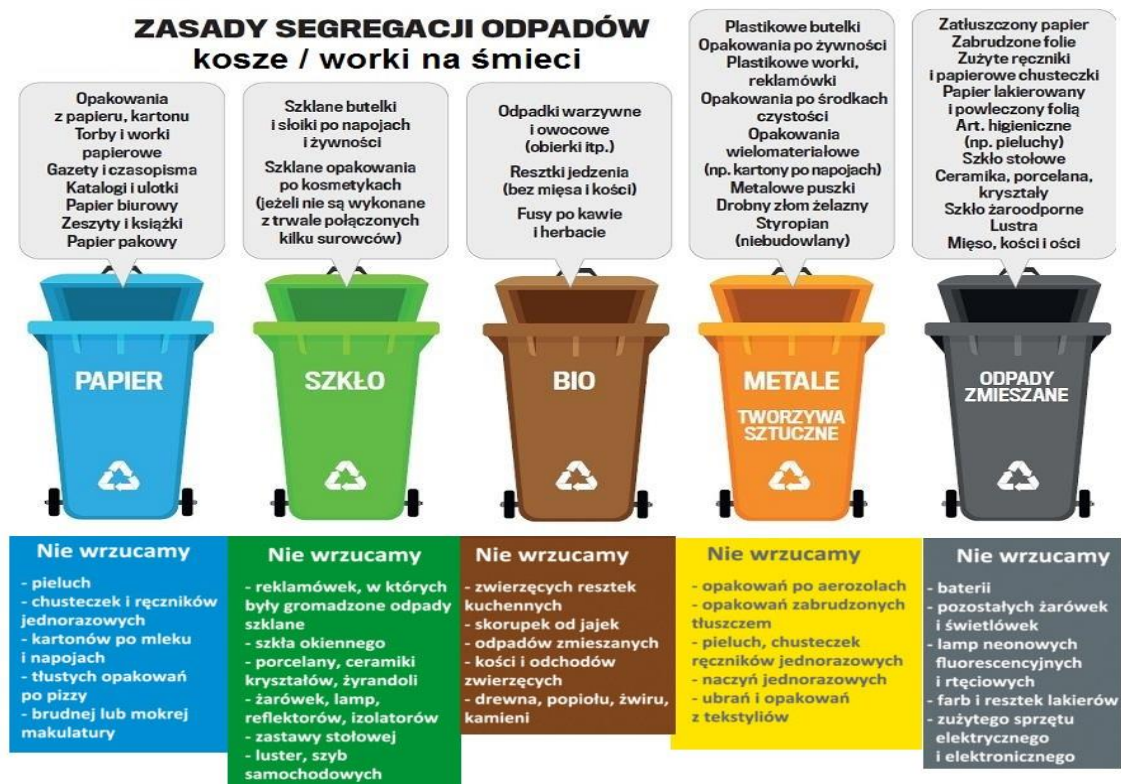 ZASADY SEGREGACJI ODPADÓW
kosze / worki na śmieci
Opakowania
z papieru, kartonu
Torby i worki
papierowe
Gazety i czasopisma
Katalogi i ulotki
Papier biurowy
Zeszyty i książki
Papier pakowy
Szklane butelki
i słoiki po napojach
i żywności
Szklane opakowania
po kosmetykach
(jeżeli nie są wykonane
z trwale połączonych
kilku surowców)
Odpadki warzywne
i owocowe
(obierki itp.)
Resztki jedzenia
(bez mięsa i kości)
Fusy po kawie
i herbacie
Plastikowe butelki
Opakowania po żywności
Plastikowe worki,
reklamówki
Opakowania po środkach
czystości
Opakowania
wielomateriałowe
(np. kartony po napojach)
Metalowe puszki
Drobny złom żelazny
Styropian
(niebudowlany)
Zatłuszczony papier
Zabrudzone folie
Zużyte ręczniki
i papierowe chusteczki
Papier lakierowany
i powleczony folią
Art. higieniczne
(np. pieluchy)
Szkło stołowe
Ceramika, porcelana,
kryształy
Szkło żaroodporne
Lustra
Mięso, kości i ości
PAPIER
SZKŁO
BIO
METALE
TWORZYWA
SZTUCZNE
ODPADY
ZMIESZANE
Nie wrzucamy
- pieluch
- chusteczek i ręczników
jednorazowych
- kartonów po mleku
i napojach
- tłustych opakowań
po pizzy
- brudnej lub mokrej
makulatury
Nie wrzucamy
- reklamówek, w których
były gromadzone odpady
szklane
- szkła okiennego
- porcelany, ceramiki
kryształów, żyrandoli
- żarówek, lamp,
reflektorów, izolatorów
- zastawy stołowej
- luster, szyb
samochodowych
Nie wrzucamy
- zwierzęcych resztek
kuchennych
- skorupek od jajek
- odpadów zmiesanych
- kości i odchodów
zwierzęcych
- drewna, popiołu, żwiru,
kamieni
Nie wrzucamy
- opakowań po aerozolach
- opakowań zabrudzonych
tłuszczem
- pieluch, chusteczek
ręczników jednorazowych
- naczyń jednorazowych
- ubrań i opakowań
z tekstyliów
Nie wrzucamy
- baterii
- pozostałych żarówek
i świetlówek
- lamp neonowych
fluorescencyjnych
i rtęciowych
- farb i resztek lakierów
- zużytego sprzętu
elektrycznego
i elektronicznego